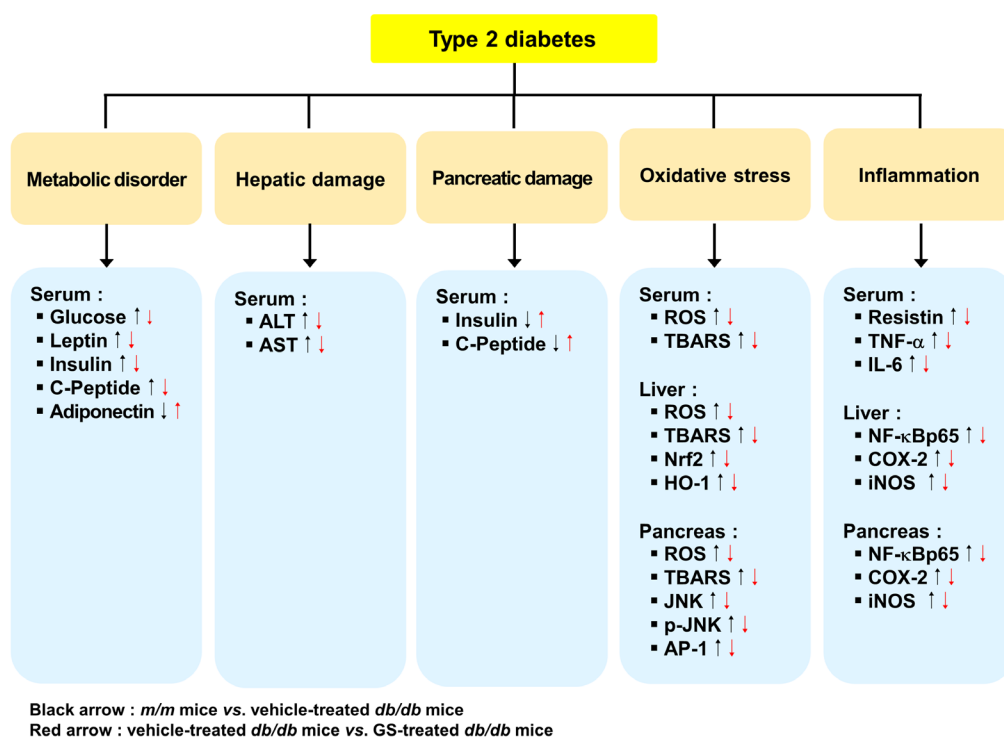 Type 2 diabetes
Metabolic disorder
Hepatic damage
Pancreatic damage
Oxidative stress
Inflammation
Serum :
▪ Glucose ↑↓
▪ Leptin ↑↓
▪ Insulin ↑↓
▪ C-Peptide ↑↓
▪ Adiponectin ↓↑
Serum :
▪ ALT ↑↓
▪ AST ↑↓
Serum :
▪ Insulin ↓↑
▪ C-Peptide ↓↑
Serum :
▪ ROS ↑↓
▪ TBARS ↑↓
Liver :
▪ ROS ↑↓
▪ TBARS ↑↓
▪ Nrf2 ↑↓
▪ HO-1 ↑↓
Pancreas :
▪ ROS ↑↓
▪ TBARS ↑↓
▪ JNK ↑↓
▪ p-JNK ↑↓
▪ AP-1 ↑↓
Serum :
▪ Resistin ↑↓
▪ TNF-α ↑↓
▪ IL-6 ↑↓
Liver :
▪ NF-κBp65 ↑↓
▪ COX-2 ↑↓
▪ iNOS ↑↓
Pancreas :
▪ NF-κBp65 ↑↓
▪ COX-2 ↑↓
▪ iNOS ↑↓
Black arrow : m/m mice vs. vehicle-treated db/db mice
Red arrow : vehicle-treated db/db mice vs. GS-treated db/db mice